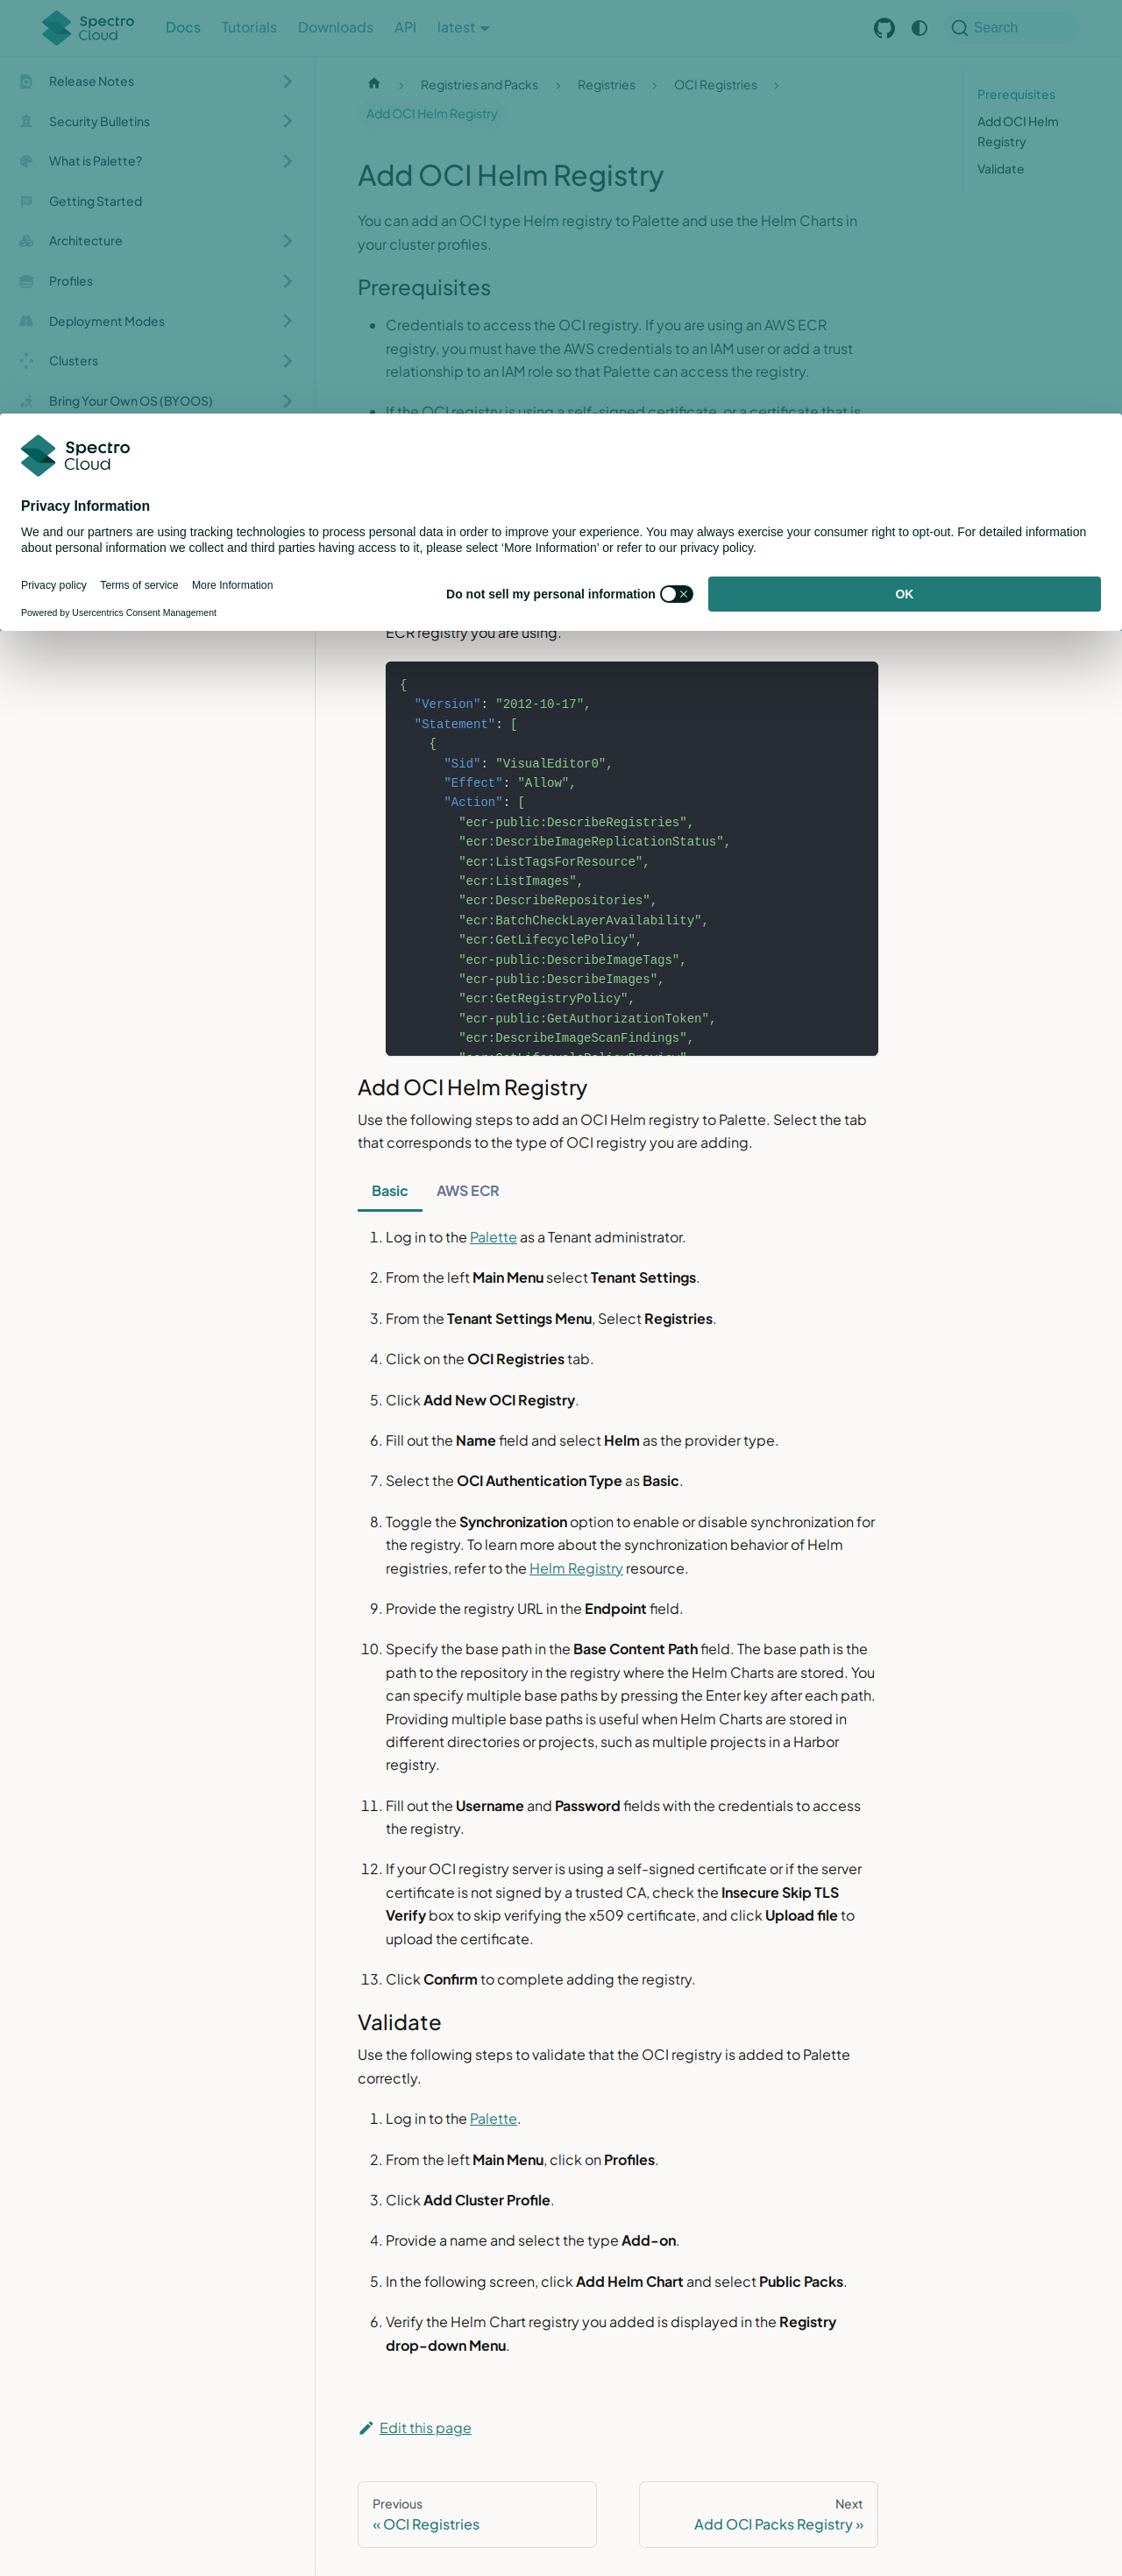 Spectro Cloud
Docs
Tutorials
Downloads
API
latest
Search
Release Notes
Security Bulletins
What is Palette?
Getting Started
Architecture
Profiles
Deployment Modes
Clusters
Bring Your Own OS (BYOOS)
Registries and Packs
Registries
OCI Registries
Add OCI Helm Registry
Prerequisites
Add OCI Helm
Registry
Validate
Add OCI Helm Registry
You can add an OCI type Helm registry to Palette and use the Helm Charts in
your cluster profiles.
Prerequisites
Credentials to access the OCI registry. If you are using an AWS ECR
registry, you must have the AWS credentials to an IAM user or add a trust
relationship to an IAM role so that Palette can access the registry.
If the OCI registry is using a self-signed certificate, or a certificate that is
Spectro
Cloud
Privacy Information
We and our partners are using tracking technologies to process personal data in order to improve your experience. You may always exercise your consumer right to opt-out. For detailed information
about personal information we collect and third parties having access to it, please select ‘More Information’ or refer to our privacy policy.
Privacy policy
Terms of service
More Information
Do not sell my personal information
OK
Powered by Usercentrics Consent Management
ECR registry you are using.
{
"Version": "2012-10-17",
"Statement": [
{
"Sid": "VisualEditor0",
"Effect": "Allow",
"Action": [
"ecr-public:DescribeRegistries",
"ecr:DescribeImageReplicationStatus",
"ecr:ListTagsForResource",
"ecr:ListImages",
"ecr:DescribeRepositories",
"ecr:BatchCheckLayerAvailability",
"ecr:GetLifecyclePolicy",
"ecr-public:DescribeImageTags",
"ecr-public:DescribeImages",
"ecr:GetRegistryPolicy",
"ecr-public:GetAuthorizationToken",
"ecr:DescribeImageScanFindings",
"ecr:GetLifecyclePolicyPreview"
Add OCI Helm Registry
Use the following steps to add an OCI Helm registry to Palette. Select the tab
that corresponds to the type of OCI registry you are adding.
Basic
AWS ECR
1. Log in to the Palette as a Tenant administrator.
2. From the left Main Menu select Tenant Settings.
3. From the Tenant Settings Menu, Select Registries.
4. Click on the OCI Registries tab.
5. Click Add New OCI Registry.
6. Fill out the Name field and select Helm as the provider type.
7. Select the OCI Authentication Type as Basic.
8. Toggle the Synchronization option to enable or disable synchronization for
the registry. To learn more about the synchronization behavior of Helm
registries, refer to the Helm Registry resource.
9. Provide the registry URL in the Endpoint field.
10. Specify the base path in the Base Content Path field. The base path is the
path to the repository in the registry where the Helm Charts are stored. You
can specify multiple base paths by pressing the Enter key after each path.
Providing multiple base paths is useful when Helm Charts are stored in
different directories or projects, such as multiple projects in a Harbor
registry.
11. Fill out the Username and Password fields with the credentials to access
the registry.
12. If your OCI registry server is using a self-signed certificate or if the server
certificate is not signed by a trusted CA, check the Insecure Skip TLS
Verify box to skip verifying the x509 certificate, and click Upload file to
upload the certificate.
13. Click Confirm to complete adding the registry.
Validate
Use the following steps to validate that the OCI registry is added to Palette
correctly.
1. Log in to the Palette.
2. From the left Main Menu, click on Profiles.
3. Click Add Cluster Profile.
4. Provide a name and select the type Add-on.
5. In the following screen, click Add Helm Chart and select Public Packs.
6. Verify the Helm Chart registry you added is displayed in the Registry
drop-down Menu.
Edit this page
Previous
« OCI Registries
Next
Add OCI Packs Registry »